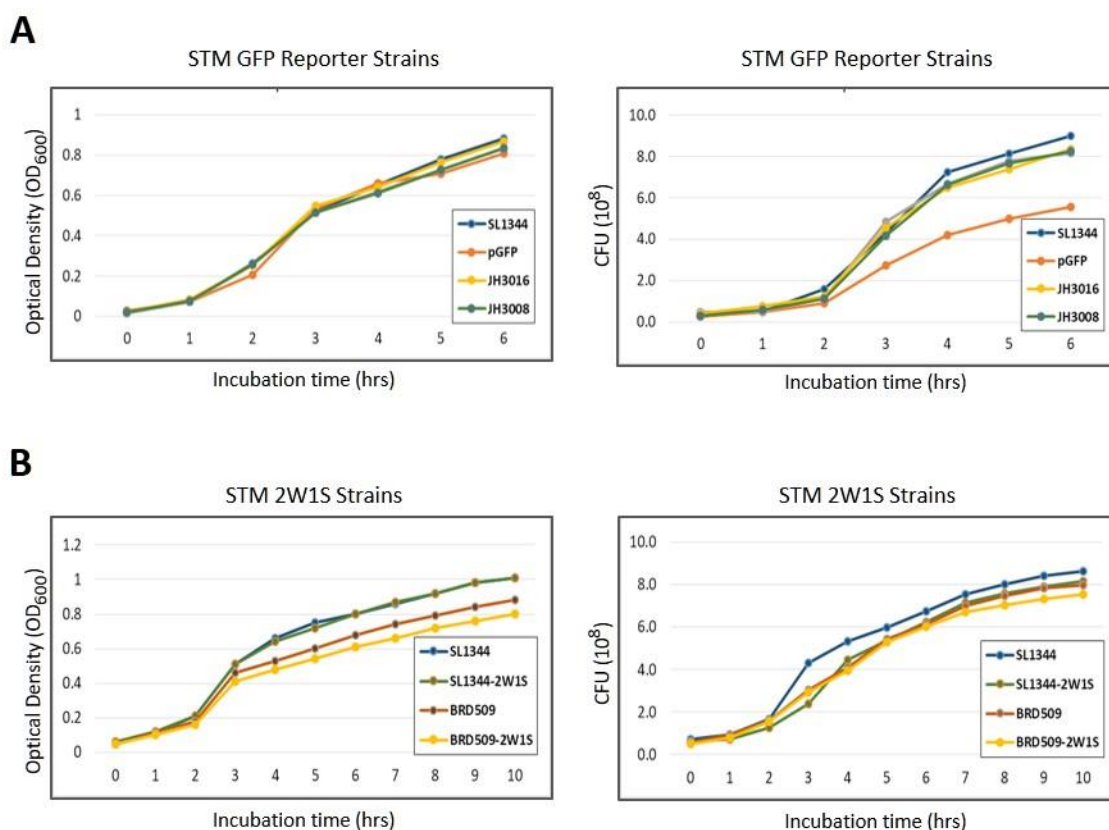 A
STM GFP Reporter Strains
Optical Density (OD600)
1
0.8
0.6
0.4
0.2
0
0 1 2 3 4 5 6
SL1344
pGFP
JH3016
JH3008
Incubation time (hrs)
STM GFP Reporter Strains
CFU (10^8)
10.0
8.0
6.0
4.0
2.0
0.0
0 1 2 3 4 5 6
SL1344
pGFP
JH3016
JH3008
Incubation time (hrs)
B
STM 2W1S Strains
Optical Density (OD600)
1.2
1
0.8
0.6
0.4
0.2
0
0 1 2 3 4 5 6 7 8 9 10
SL1344
SL1344-2W1S
BRD509
BRD509-2W1S
Incubation time (hrs)
STM 2W1S Strains
CFU (10^8)
10.0
8.0
6.0
4.0
2.0
0.0
0 1 2 3 4 5 6 7 8 9 10
SL1344
SL1344-2W1S
BRD509
BRD509-2W1S
Incubation time (hrs)